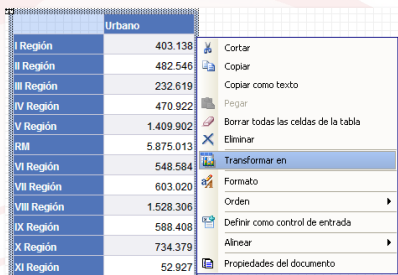 Urbano
I Región 403.138
II Región 482.546
III Región 232.619
IV Región 470.922
V Región 1.409.902
RM 5.875.013
VI Región 548.584
VII Región 603.020
VIII Región 1.528.306
IX Región 588.408
X Región 734.379
XI Región 52.927
Cortar
Copiar
Copiar como texto
Pegar
Borrar todas las celdas de la tabla
Eliminar
Transformar en
Formato
Orden
Definir como control de entrada
Alinear
Propiedades del documento